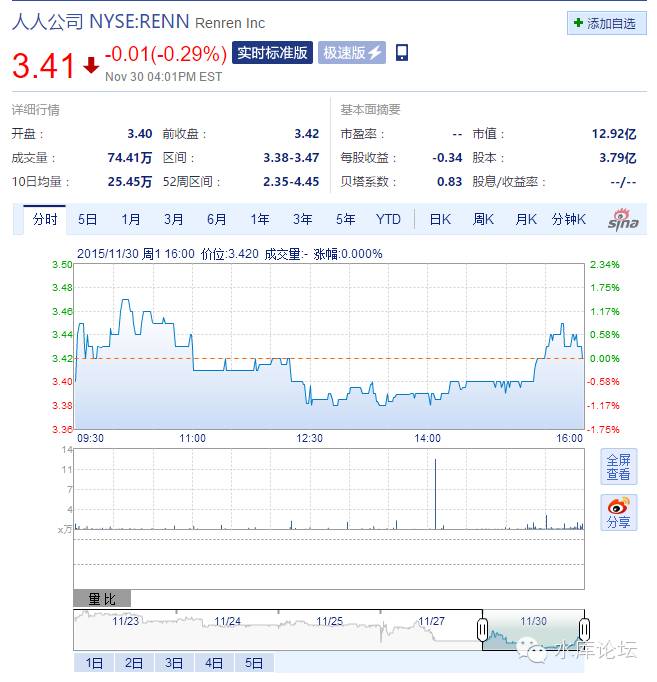 人人公司 NYSE:RENN Renren Inc
添加自选
3.41 -0.01(-0.29%) 实时标准版 极速版
Nov 30 04:01PM EST
详细行情 基本面摘要
开盘： 3.40 前收盘： 3.42 市盈率： -- 市值： 12.92亿
成交量： 74.41万 区间： 3.38-3.47 每股收益： -0.34 股本： 3.79亿
10日均量： 25.45万 52周区间： 2.35-4.45 贝塔系数： 0.83 股息/收益率： --/--
分时 5日 1月 3月 6月 1年 3年 5年 YTD 日K 周K 月K 分钟K sina
2015/11/30 周1 16:00 价位:3.420 成交量:- 涨幅:0.000%
3.50 2.34%
3.48 1.75%
3.46 1.17%
3.44 0.58%
3.42 0.00%
3.40 -0.58%
3.38 -1.17%
3.36 -1.75%
09:30 11:00 12:30 14:00 16:00
14
11
7
4
x万
全屏
查看
分享
量比
11/23 11/24 11/25 11/27 11/30
水库论坛
1日 2日 3日 4日 5日